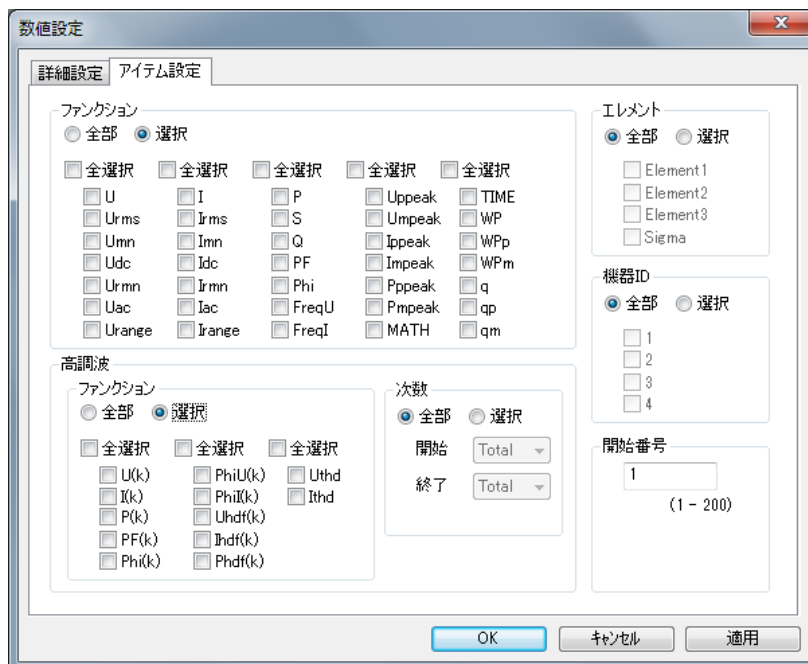 数値設定
詳細設定 アイテム設定
ファンクション
全部 選択
全選択 全選択 全選択 全選択 全選択
U I P Uppeak TIME
Urms Irms S Umpeak WP
Umn Imn Q Ippeak WPp
Udc Idc PF Impeak WPm
Urmn Irmn Phi Pppeak q
Uac Iac FreqU Pmpeak qp
Urange Irange FreqI MATH qm
高調波
ファンクション
全部 選択
全選択 全選択 全選択
U(k) PhiU(k) Uthd
I(k) PhiI(k) Ithd
P(k) Uhdf(k)
PF(k) Ihdf(k)
Phi(k) Phdf(k)
次数
全部 選択
開始 Total
終了 Total
エレメント
全部 選択
Element1
Element2
Element3
Sigma
機器ID
全部 選択
1
2
3
4
開始番号
1
(1 - 200)
OK キャンセル 適用